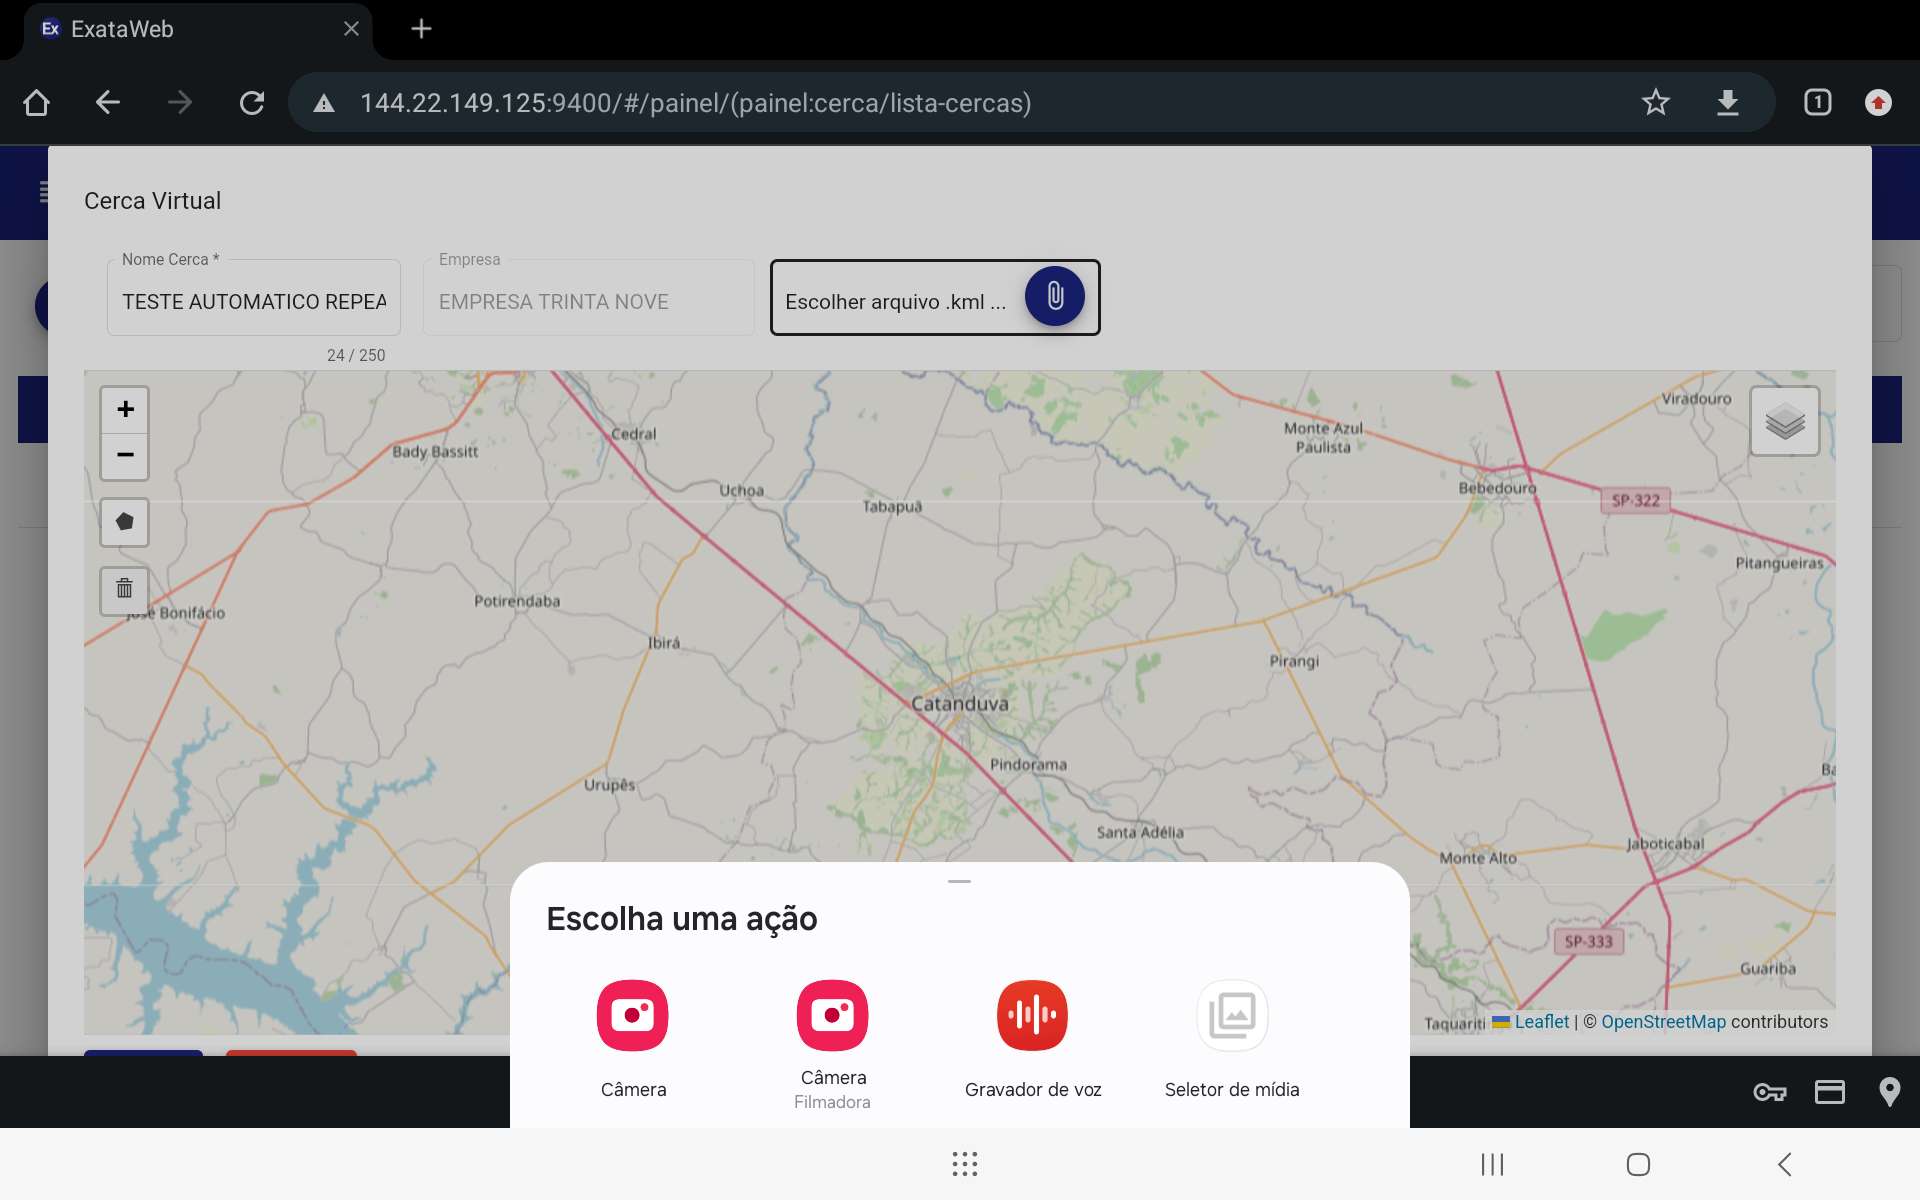 Ex ExataWeb
144.22.149.125:9400/#/painel/(painel:cerca/lista-cercas)
1
Cerca Virtual
Nome Cerca *
TESTE AUTOMATICO REPEA
24 / 250
Empresa
EMPRESA TRINTA NOVE
Escolher arquivo .kml ...
+
−
Cedral
Bady Bassitt
Uchoa
Tabapuã
Monte Azul
Paulista
Viradouro
Bebedouro
SP-322
Pitangueiras
José Bonifácio
Potirendaba
Ibirá
Pirangi
Catanduva
Pindorama
Urupês
Ba
Santa Adélia
Jaboticabal
Monte Alto
SP-333
Guariba
Taquariti
Leaflet | © OpenStreetMap contributors
Escolha uma ação
Câmera
Câmera
Filmadora
Gravador de voz
Seletor de mídia